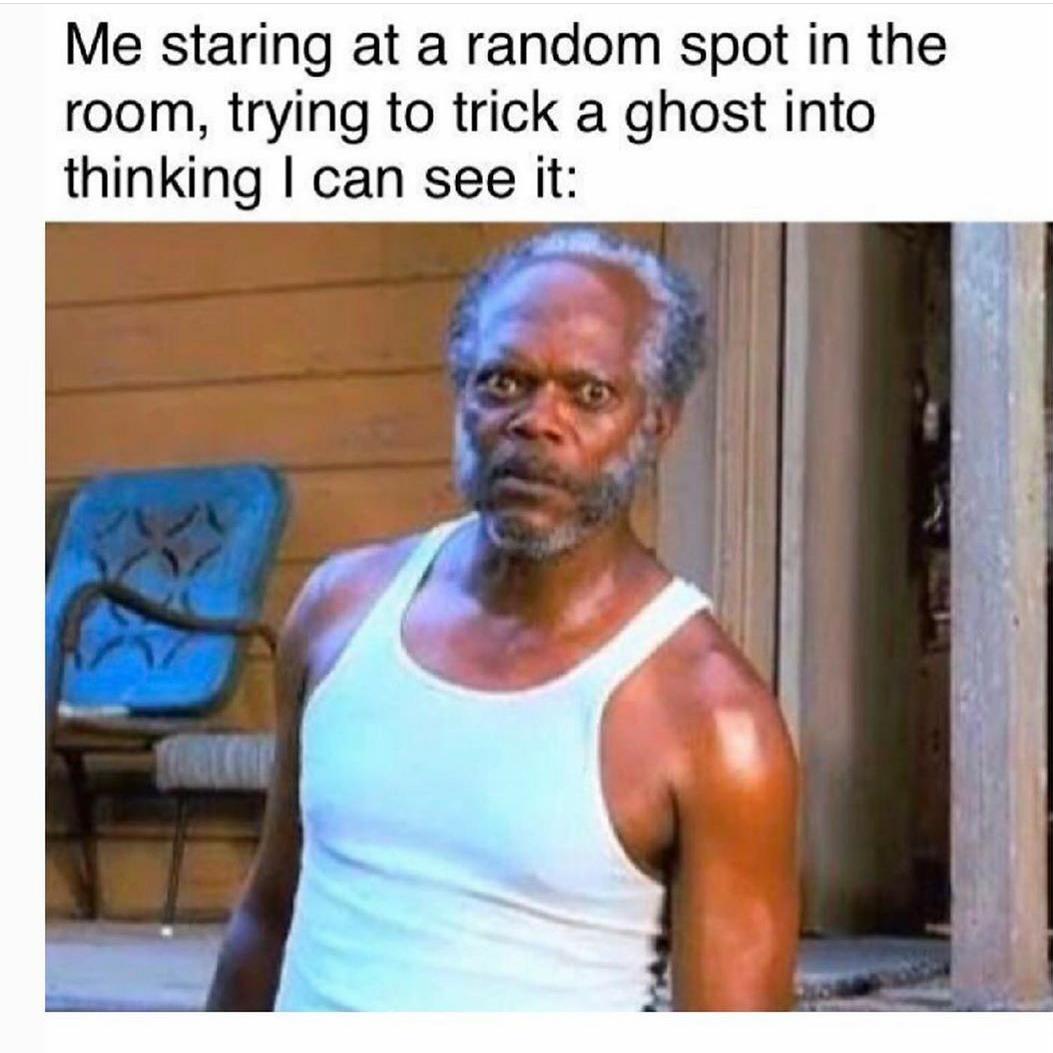 Me staring at a random spot in the
room, trying to trick a ghost into
thinking I can see it: